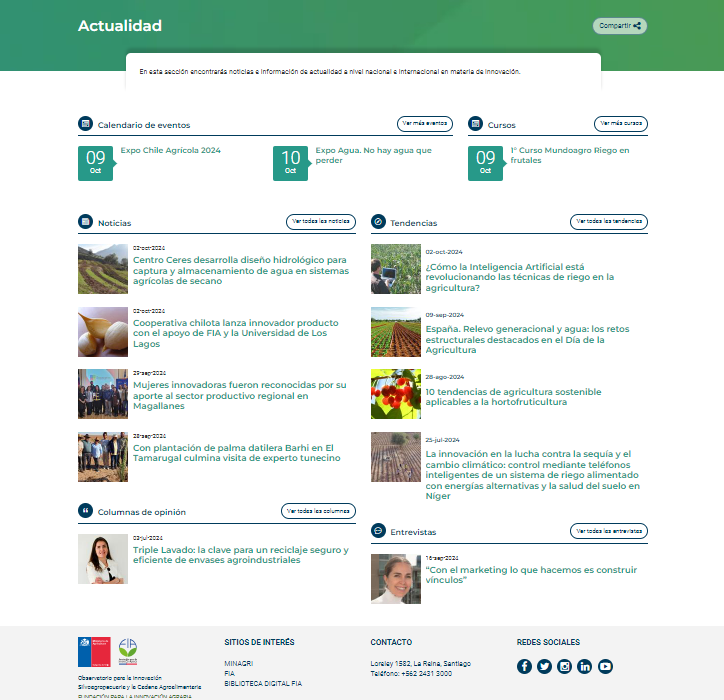 Actualidad
Compartir
En esta sección encontrarás noticias e información de actualidad a nivel nacional e internacional en materia de innovación.
Calendario de eventos
Ver más eventos
09
Oct
Expo Chile Agrícola 2024
10
Oct
Expo Agua. No hay agua que
perder
Cursos
Ver más cursos
09
Oct
1° Curso Mundoagro Riego en
frutales
Noticias
Ver todas las noticias
02-oct-2024
Centro Ceres desarrolla diseño hidrológico para
captura y almacenamiento de agua en sistemas
agrícolas de secano
02-oct-2024
Cooperativa chilota lanza innovador producto
con el apoyo de FIA y la Universidad de Los
Lagos
29-sep-2024
Mujeres innovadoras fueron reconocidas por su
aporte al sector productivo regional en
Magallanes
28-sep-2024
Con plantación de palma datilera Barhi en El
Tamarugal culmina visita de experto tunecino
Tendencias
Ver todas las tendencias
02-oct-2024
¿Cómo la Inteligencia Artificial está
revolucionando las técnicas de riego en la
agricultura?
09-sep-2024
España. Relevo generacional y agua: los retos
estructurales destacados en el Día de la
Agricultura
28-ago-2024
10 tendencias de agricultura sostenible
aplicables a la hortofruticultura
25-jul-2024
La innovación en la lucha contra la sequía y el
cambio climático: control mediante teléfonos
inteligentes de un sistema de riego alimentado
con energías alternativas y la salud del suelo en
Níger
Columnas de opinión
Ver todas las columnas
03-jul-2024
Triple Lavado: la clave para un reciclaje seguro y
eficiente de envases agroindustriales
Entrevistas
Ver todas las entrevistas
16-sep-2024
“Con el marketing lo que hacemos es construir
vínculos”
Observatorio para la Innovación
Silvoagropecuaria y la Cadena Agroalimentaria
FUNDACIÓN PARA LA INNOVACIÓN AGRARIA
SITIOS DE INTERÉS
MINAGRI
FIA
BIBLIOTECA DIGITAL FIA
CONTACTO
Loreley 1582, La Reina, Santiago
Teléfono: +562 2431 3000
REDES SOCIALES